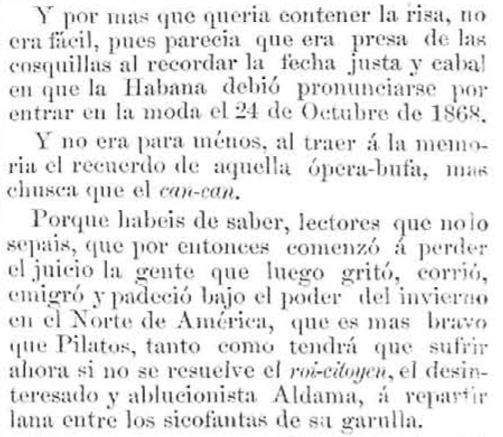 Y por mas que queria contener la risa, no
era fácil, pues parecia que era presa de las
cosquillas al recordar la fecha justa y cabal
en que la Habana debió pronunciarse por
entrar en la moda el 24 de Octubre de 1868.
Y no era para ménos, al traer á la memo-
ria el recuerdo de aquella ópera-bufa, mas
chusca que el can-can.
Porque habeis de saber, lectores que no lo
sepais, que por entonces comenzó á perder
el juicio la gente que luego gritó, corrió,
emigró y padeció bajo el poder del invierno
en el Norte de América, que es mas bravo
que Pilatos, tanto como tendrá que sufrir
ahora si no se resuelve el roi-citoyen, el desin-
teresado y ablucionista Aldama, á repartir
lana entre los sicofantas de su garulla.